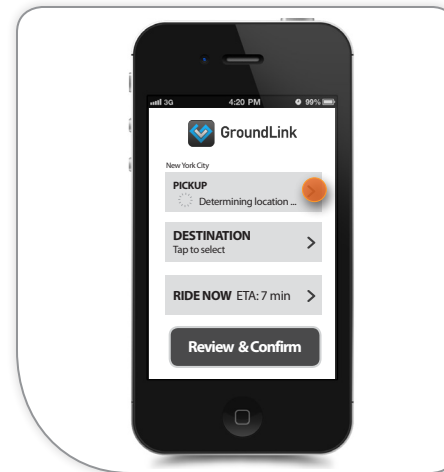 3G 4:20 PM 99%
GroundLink
New York City
PICKUP
Determining location ...
DESTINATION
Tap to select
RIDE NOW ETA: 7 min
Review & Confirm